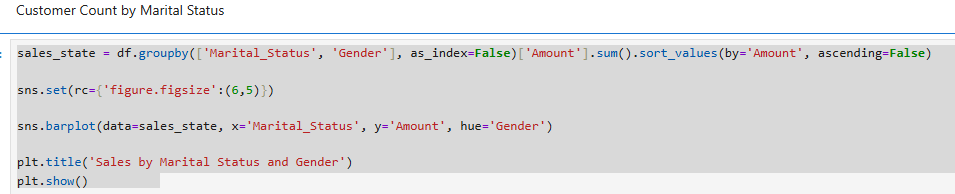 Customer Count by Marital Status
sales_state = df.groupby(['Marital_Status', 'Gender'], as_index=False)['Amount'].sum().sort_values(by='Amount', ascending=False)
sns.set(rc={'figure.figsize':(6,5)})
sns.barplot(data=sales_state, x='Marital_Status', y='Amount', hue='Gender')
plt.title('Sales by Marital Status and Gender')
plt.show()